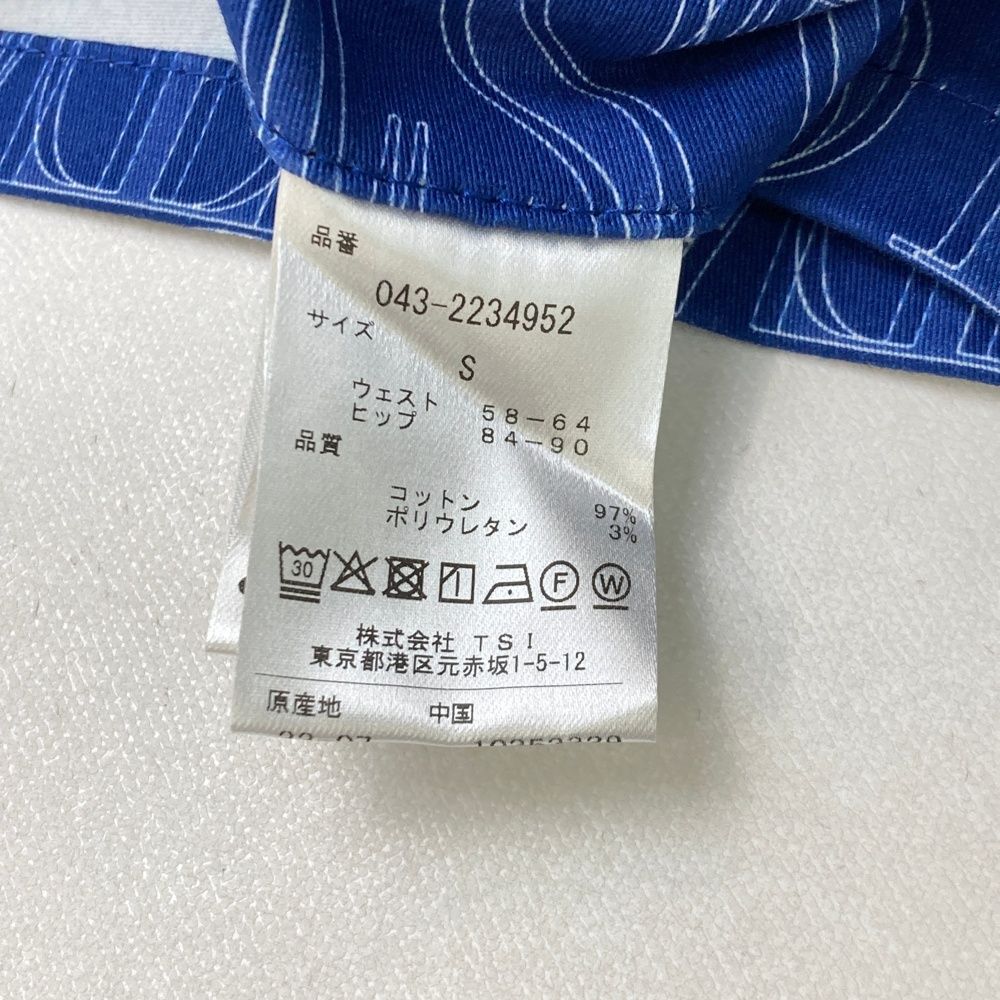 品番
043-2234952
サイズ
S
ウェスト 58-64
ヒップ 84-90
品質
コットン 97%
ポリウレタン 3%
30 F W
株式会社 TSI
東京都港区元赤坂1-5-12
原産地 中国